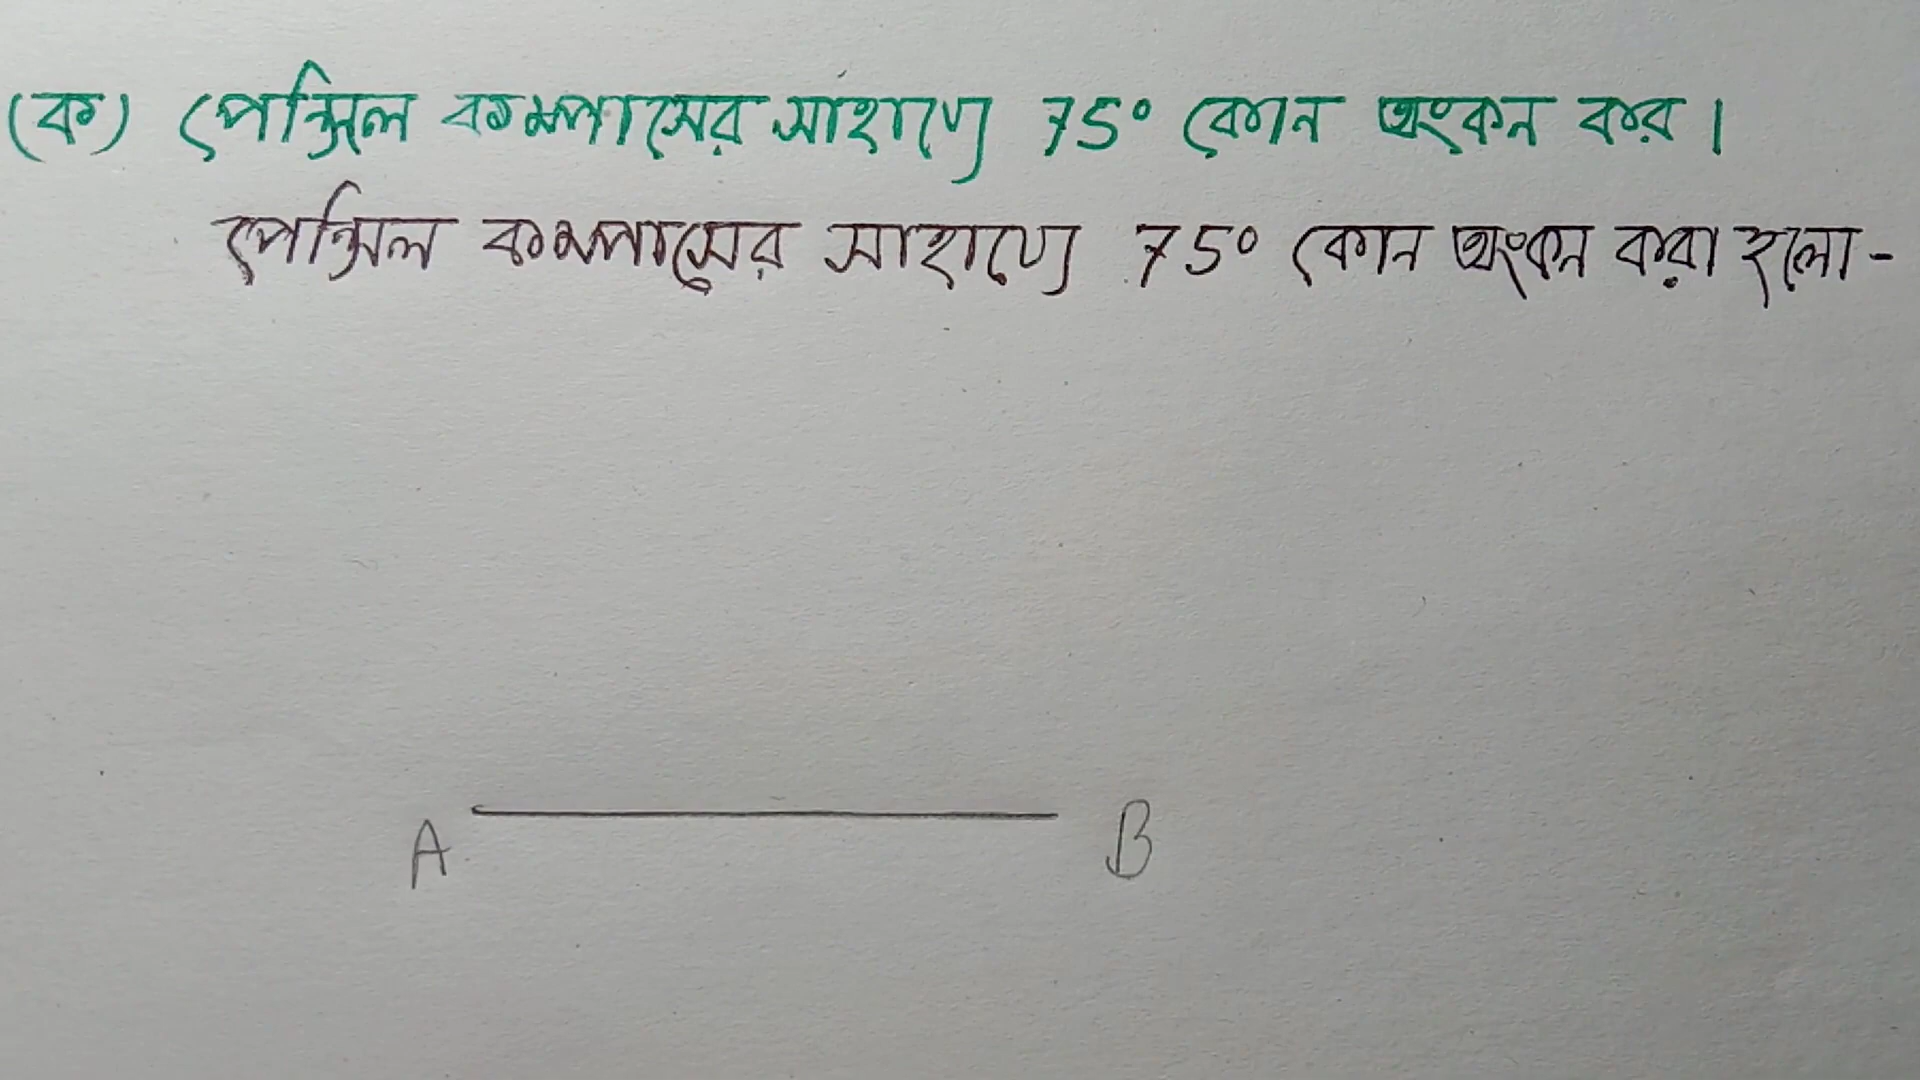 (ক) পেন্সিল কম্পাসের সাহায্যে 75° কোন অংকন কর।
পেন্সিল কম্পাসের সাহায্যে 75° কোন অংকন করা হলো-
A B